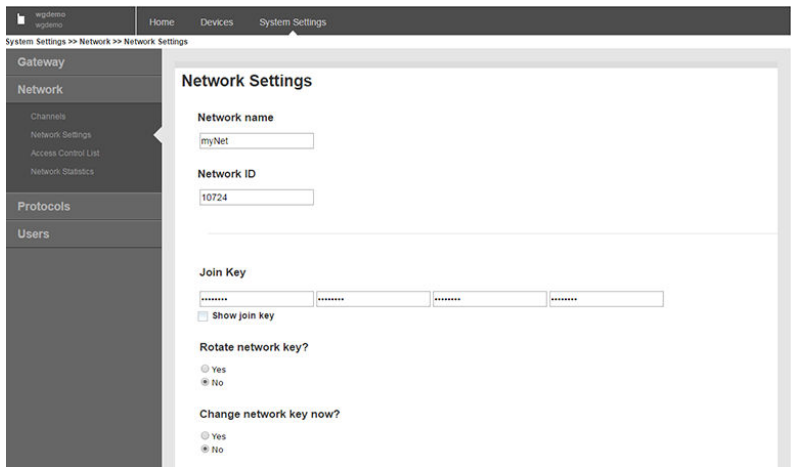 wgdemo
wgdemo
Home Devices System Settings
System Settings >> Network >> Network Settings
Gateway
Network
Channels
Network Settings
Access Control List
Network Statistics
Protocols
Users
Network Settings
Network name
myNet
Network ID
10724
Join Key
•••••••• •••••••• •••••••• ••••••••
Show join key
Rotate network key?
Yes
No
Change network key now?
Yes
No